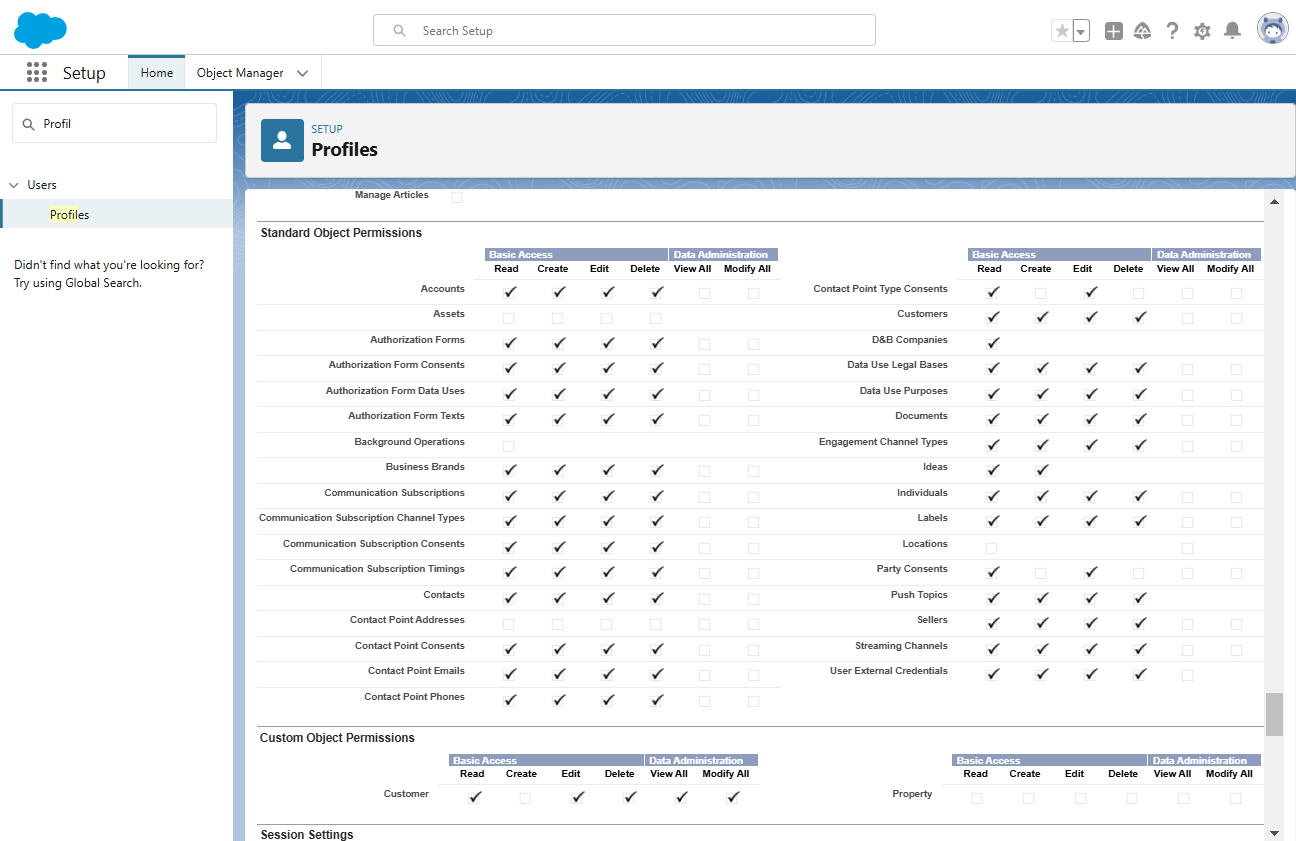 Search Setup
Setup
Home
Object Manager
Profil
Users
Profiles
Didn't find what you're looking for?
Try using Global Search.
SETUP
Profiles
Manage Articles
Standard Object Permissions
Basic Access Data Administration
Read Create Edit Delete View All Modify All
Accounts
Assets
Authorization Forms
Authorization Form Consents
Authorization Form Data Uses
Authorization Form Texts
Background Operations
Business Brands
Communication Subscriptions
Communication Subscription Channel Types
Communication Subscription Consents
Communication Subscription Timings
Contacts
Contact Point Addresses
Contact Point Consents
Contact Point Emails
Contact Point Phones
Basic Access Data Administration
Read Create Edit Delete View All Modify All
Contact Point Type Consents
Customers
D&B Companies
Data Use Legal Bases
Data Use Purposes
Documents
Engagement Channel Types
Ideas
Individuals
Labels
Locations
Party Consents
Push Topics
Sellers
Streaming Channels
User External Credentials
Custom Object Permissions
Basic Access Data Administration
Read Create Edit Delete View All Modify All
Customer
Basic Access Data Administration
Read Create Edit Delete View All Modify All
Property
Session Settings